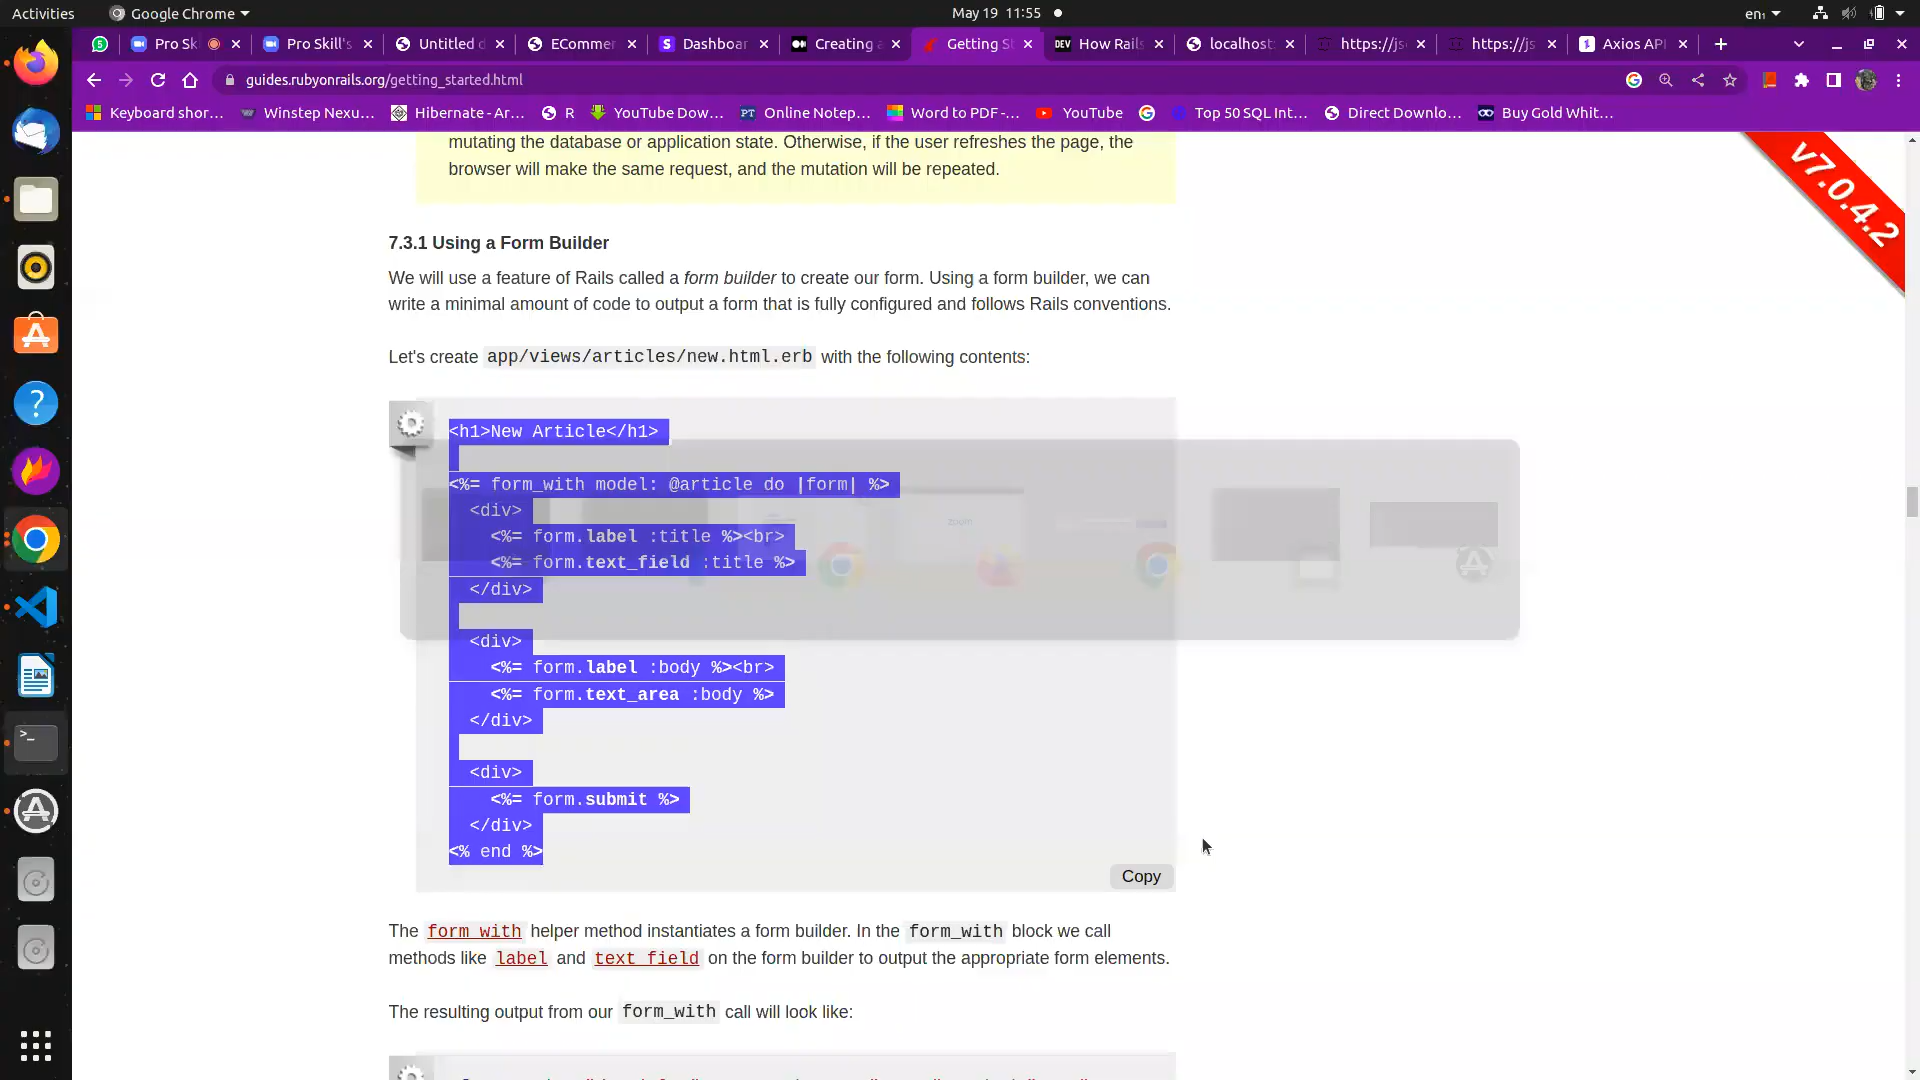 Activities
Google Chrome
May 19 11:55
en₁
Pro Sk
Pro Skill's
Untitled d
ECommer
Dashboar
Creating a
Getting St
How Rails
localhost:
https://js
https://js
Axios API
guides.rubyonrails.org/getting_started.html
Keyboard shor…
Winstep Nexu…
Hibernate - Ar…
R
YouTube Dow…
Online Notep…
Word to PDF -…
YouTube
Top 50 SQL Int…
Direct Downlo…
Buy Gold Whit…
mutating the database or application state. Otherwise, if the user refreshes the page, the
browser will make the same request, and the mutation will be repeated.
v7.0.4.2
7.3.1 Using a Form Builder
We will use a feature of Rails called a form builder to create our form. Using a form builder, we can
write a minimal amount of code to output a form that is fully configured and follows Rails conventions.
Let's create app/views/articles/new.html.erb with the following contents:
<h1>New Article</h1>
<%= form_with model: @article do |form| %>
<div>
<%= form.label :title %><br>
<%= form.text_field :title %>
</div>
zoom
<div>
<%= form.label :body %><br>
<%= form.text_area :body %>
</div>
<div>
<%= form.submit %>
</div>
<% end %>
Copy
The form_with helper method instantiates a form builder. In the form_with block we call
methods like label and text_field on the form builder to output the appropriate form elements.
The resulting output from our form_with call will look like: